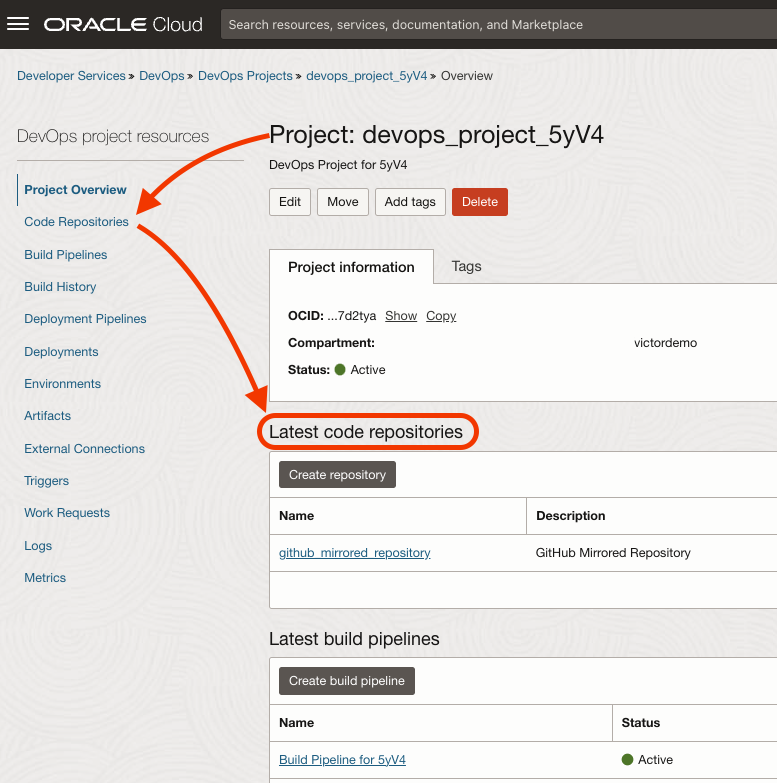 ORACLE Cloud
Search resources, services, documentation, and Marketplace
Developer Services » DevOps » DevOps Projects » devops_project_5yV4 » Overview
DevOps project resources
Project Overview
Code Repositories
Build Pipelines
Build History
Deployment Pipelines
Deployments
Environments
Artifacts
External Connections
Triggers
Work Requests
Logs
Metrics
Project: devops_project_5yV4
DevOps Project for 5yV4
Edit Move Add tags Delete
Project information Tags
OCID: ...7d2tya Show Copy
Compartment: victordemo
Status: Active
Latest code repositories
Create repository
Name Description
github_mirrored_repository GitHub Mirrored Repository
Latest build pipelines
Create build pipeline
Name Status
Build Pipeline for 5yV4 Active